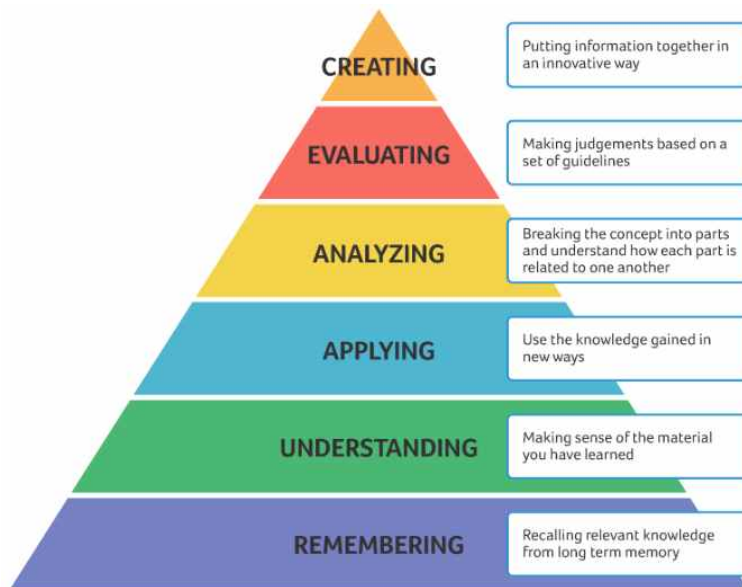 CREATING
Putting information together in
an innovative way
EVALUATING
Making judgements based on a
set of guidelines
ANALYZING
Breaking the concept into parts
and understand how each part is
related to one another
APPLYING
Use the knowledge gained in
new ways
UNDERSTANDING
Making sense of the material
you have learned
REMEMBERING
Recalling relevant knowledge
from long term memory